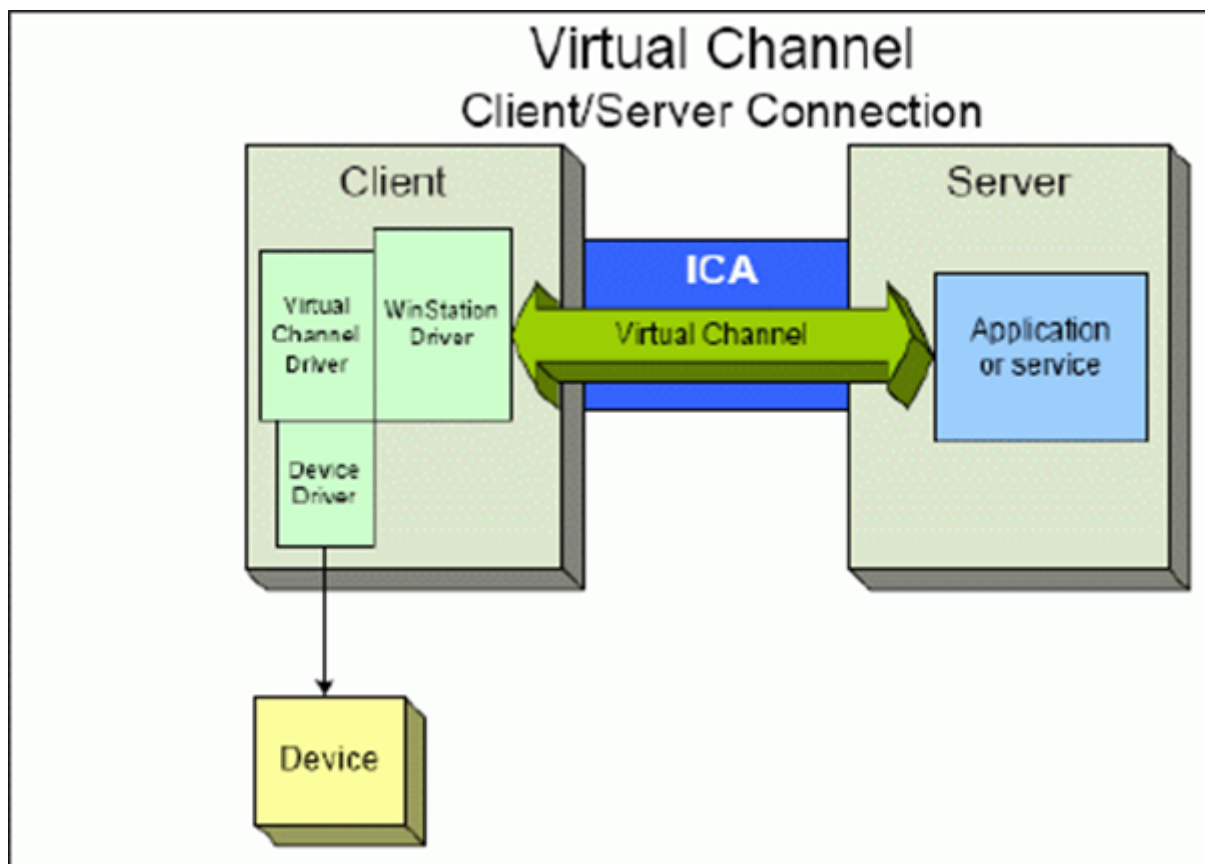 Virtual Channel
Client/Server Connection
Client
Server
Virtual
Channel
Driver
WinStation
Driver
Device
Driver
ICA
Virtual Channel
Application
or service
Device